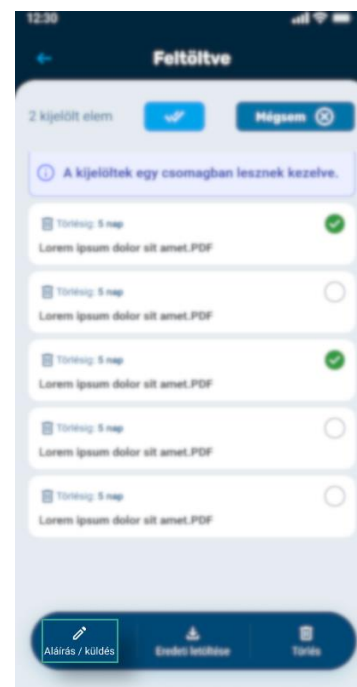 12:30
Feltöltve
2 kijelölt elem
Mégsem
A kijelöltek egy csomagban lesznek kezelve.
Törlésig: 5 nap
Lorem ipsum dolor sit amet.PDF
Törlésig: 5 nap
Lorem ipsum dolor sit amet.PDF
Törlésig: 5 nap
Lorem ipsum dolor sit amet.PDF
Törlésig: 5 nap
Lorem ipsum dolor sit amet.PDF
Törlésig: 5 nap
Lorem ipsum dolor sit amet.PDF
Aláírás / küldés
Eredeti letöltése
Törlés